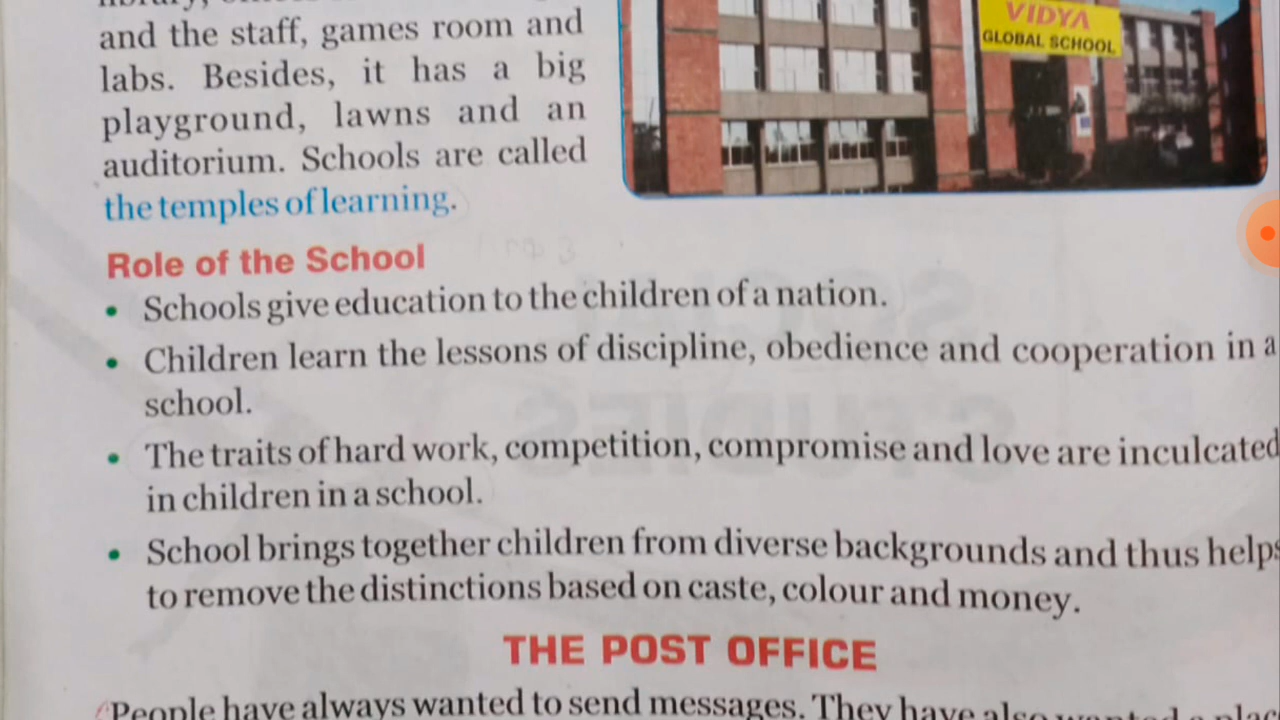 and the staff, games room and
labs. Besides, it has a big
playground, lawns and an
auditorium. Schools are called
the temples of learning.
VIDYA
GLOBAL SCHOOL
Role of the School
• Schools give education to the children of a nation.
• Children learn the lessons of discipline, obedience and cooperation in a
school.
• The traits of hard work, competition, compromise and love are inculcated
in children in a school.
• School brings together children from diverse backgrounds and thus helps
to remove the distinctions based on caste, colour and money.
THE POST OFFICE
People have always wanted to send messages. They have also wanted a